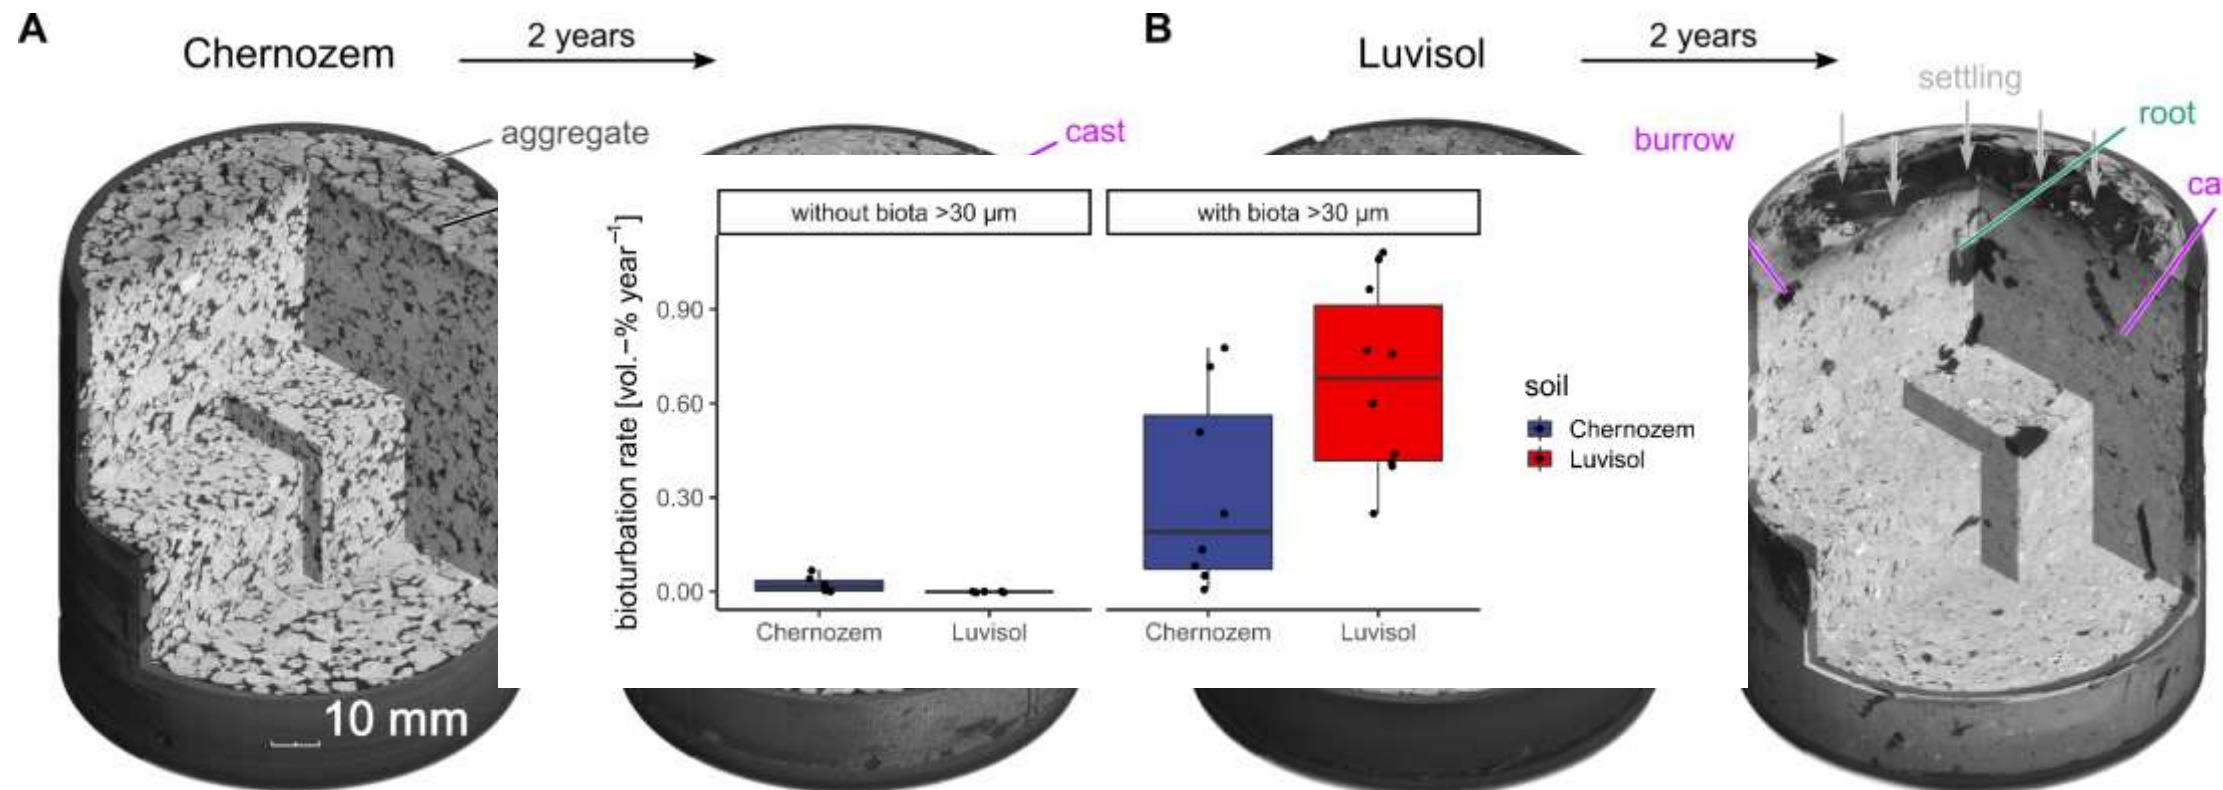 A
Chernozem
2 years
B
Luvisol
2 years
settling
root
aggregate
cast
burrow
ca
without biota >30 µm
with biota >30 µm
bioturbation rate [vol.−% year⁻¹]
0.90
0.60
0.30
0.00
Chernozem
Luvisol
Chernozem
Luvisol
soil
Chernozem
Luvisol
10 mm